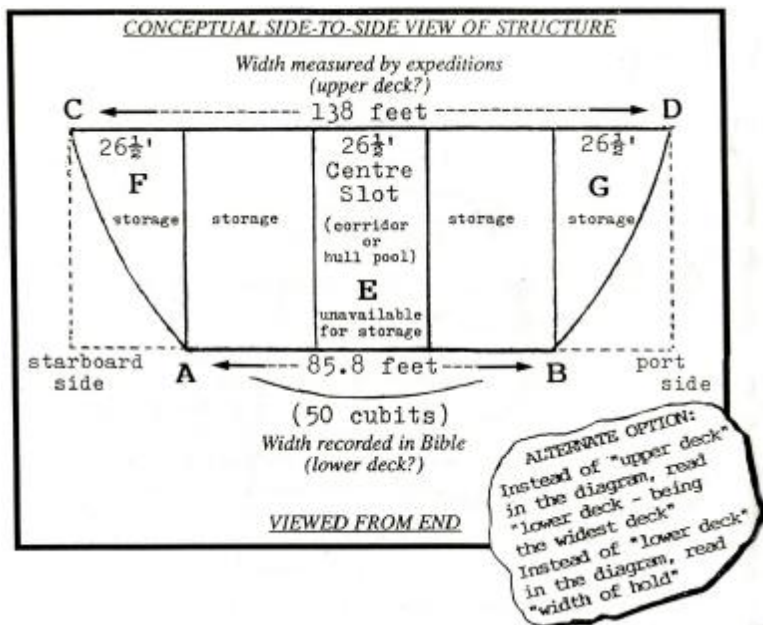 CONCEPTUAL SIDE-TO-SIDE VIEW OF STRUCTURE
Width measured by expeditions
(upper deck?)
C D
138 feet
26½' 26½' 26½'
F Centre G
Slot
storage storage (corridor storage storage
or
hull pool)
E
unavailable
for storage
starboard port
side A 85.8 feet B side
(50 cubits)
Width recorded in Bible
(lower deck?)
VIEWED FROM END
ALTERNATE OPTION:
Instead of "upper deck"
in the diagram, read
"lower deck - being
the widest deck"
Instead of "lower deck"
in the diagram, read
"width of hold"